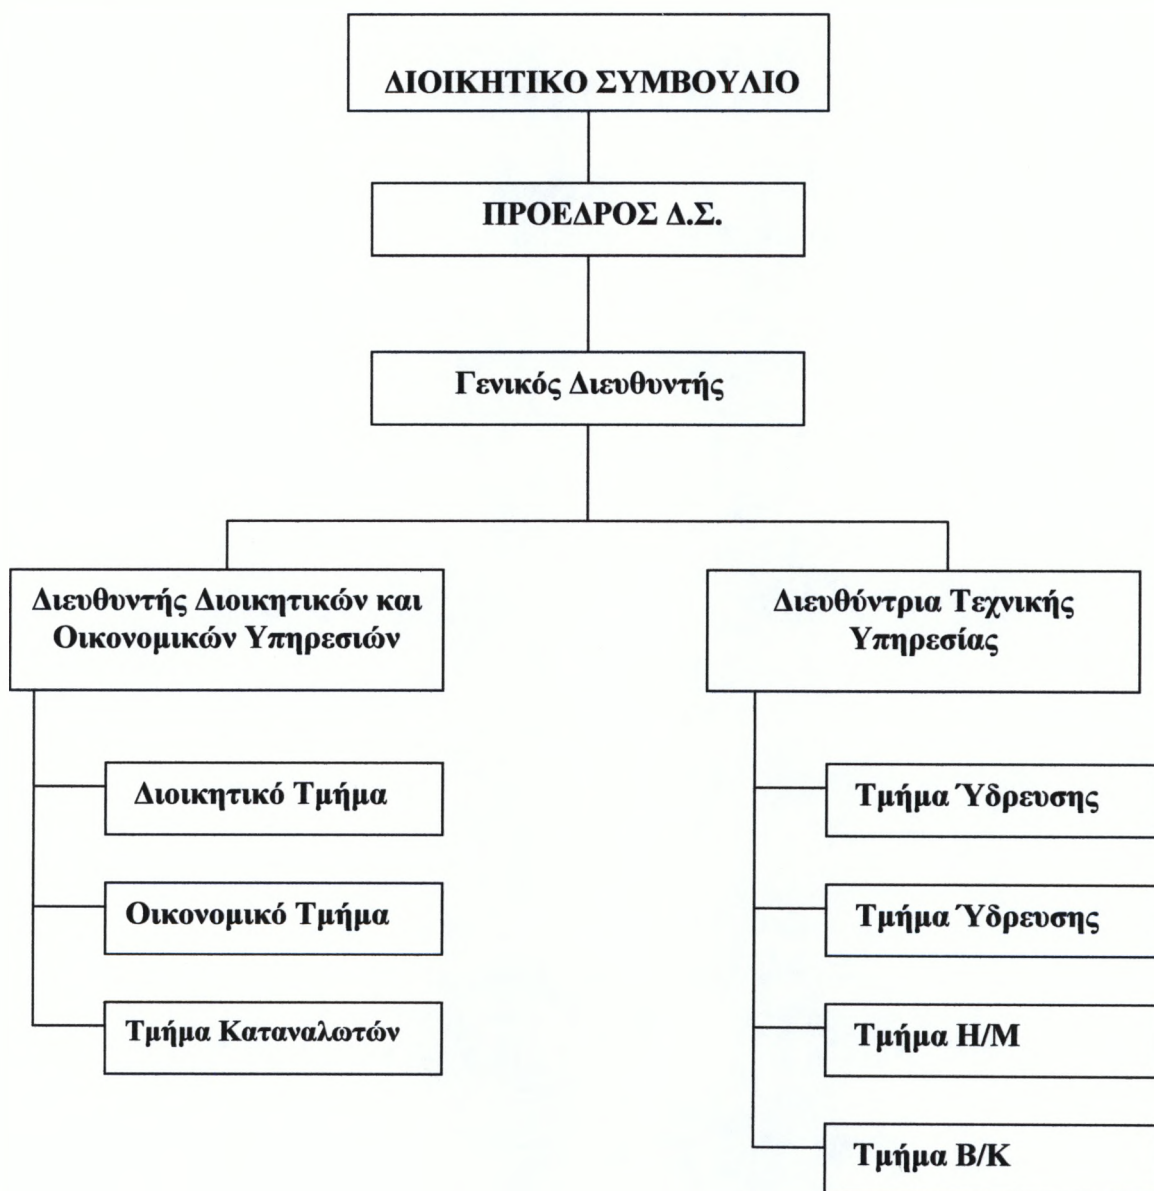 ΔΙΟΙΚΗΤΙΚΟ ΣΥΜΒΟΥΛΙΟ
ΠΡΟΕΔΡΟΣ Δ.Σ.
Γενικός Διευθυντής
Διευθυντής Διοικητικών και
Οικονομικών Υπηρεσιών
Διοικητικό Τμήμα
Οικονομικό Τμήμα
Τμήμα Καταναλωτών
Διευθύντρια Τεχνικής
Υπηρεσίας
Τμήμα Ύδρευσης
Τμήμα Ύδρευσης
Τμήμα Η/Μ
Τμήμα Β/Κ